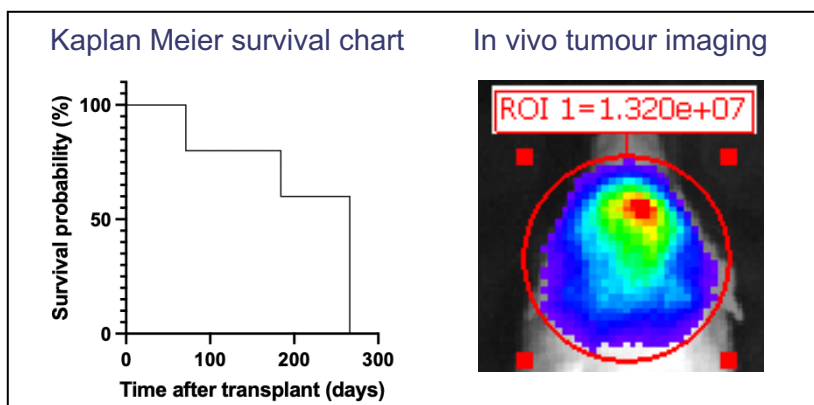 Kaplan Meier survival chart
In vivo tumour imaging
Survival probability (%)
100
50
0
0 100 200 300
Time after transplant (days)
ROI 1=1.320e+07